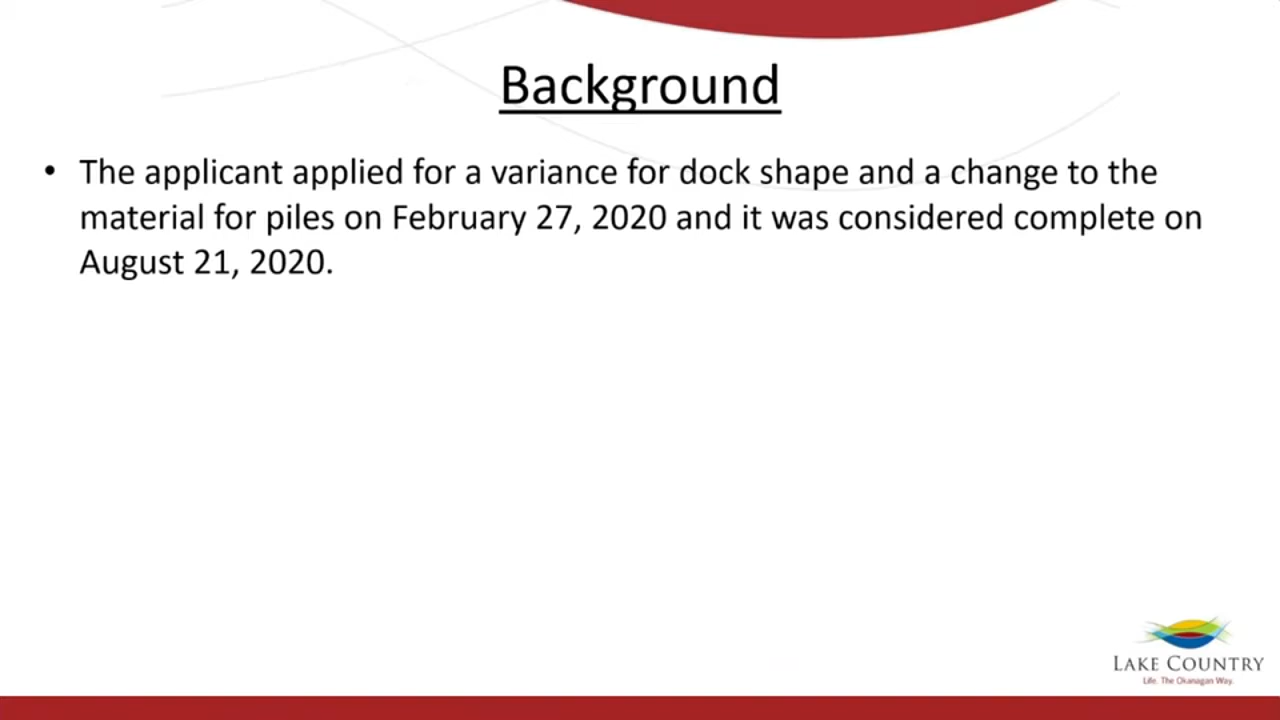 Background
• The applicant applied for a variance for dock shape and a change to the
material for piles on February 27, 2020 and it was considered complete on
August 21, 2020.
LAKE COUNTRY
Life. The Okanagan Way.